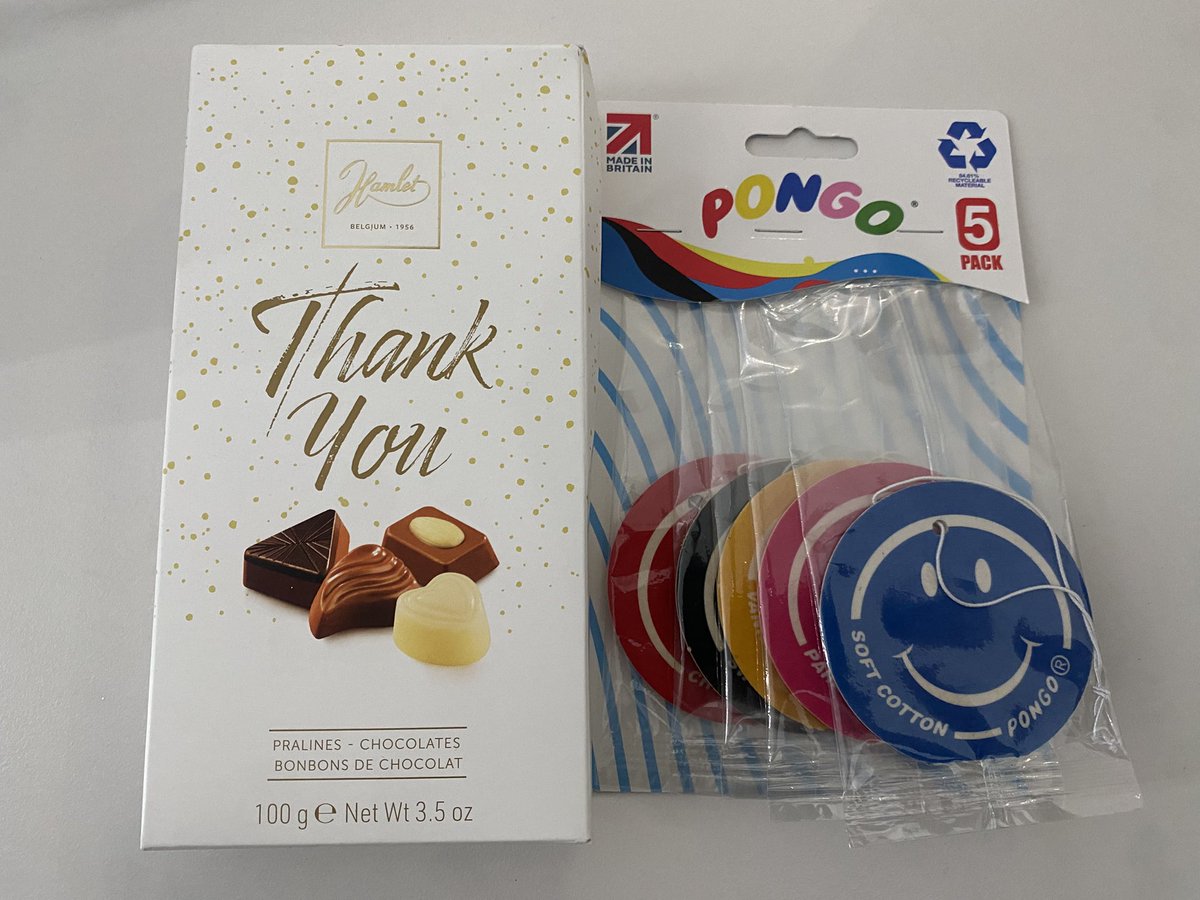 Hamlet
BELGIUM • 1956
Thank
You
PRALINES - CHOCOLATES
BONBONS DE CHOCOLAT
100 g ℮ Net Wt 3.5 oz
MADE IN
BRITAIN
PONGO®
RECYCLEABLE
MATERIAL
5
PACK
SOFT COTTON
PONGO®